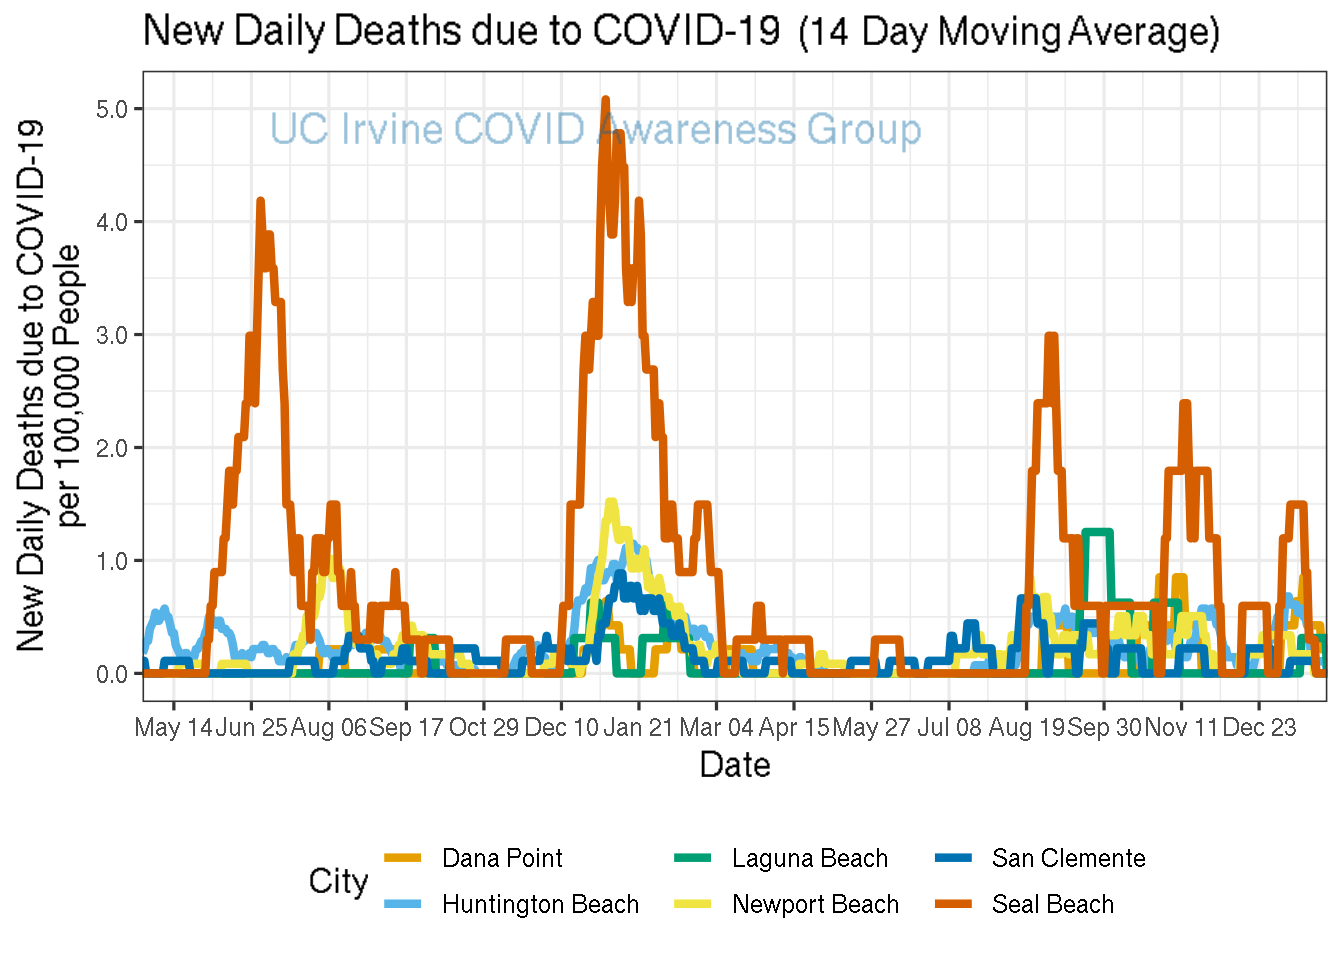 New Daily Deaths due to COVID-19 (14 Day Moving Average)
UC Irvine COVID Awareness Group
New Daily Deaths due to COVID-19
per 100,000 People
5.0
4.0
3.0
2.0
1.0
0.0
May 14 Jun 25 Aug 06 Sep 17 Oct 29 Dec 10 Jan 21 Mar 04 Apr 15 May 27 Jul 08 Aug 19 Sep 30 Nov 11 Dec 23
Date
City
Dana Point Laguna Beach San Clemente
Huntington Beach Newport Beach Seal Beach